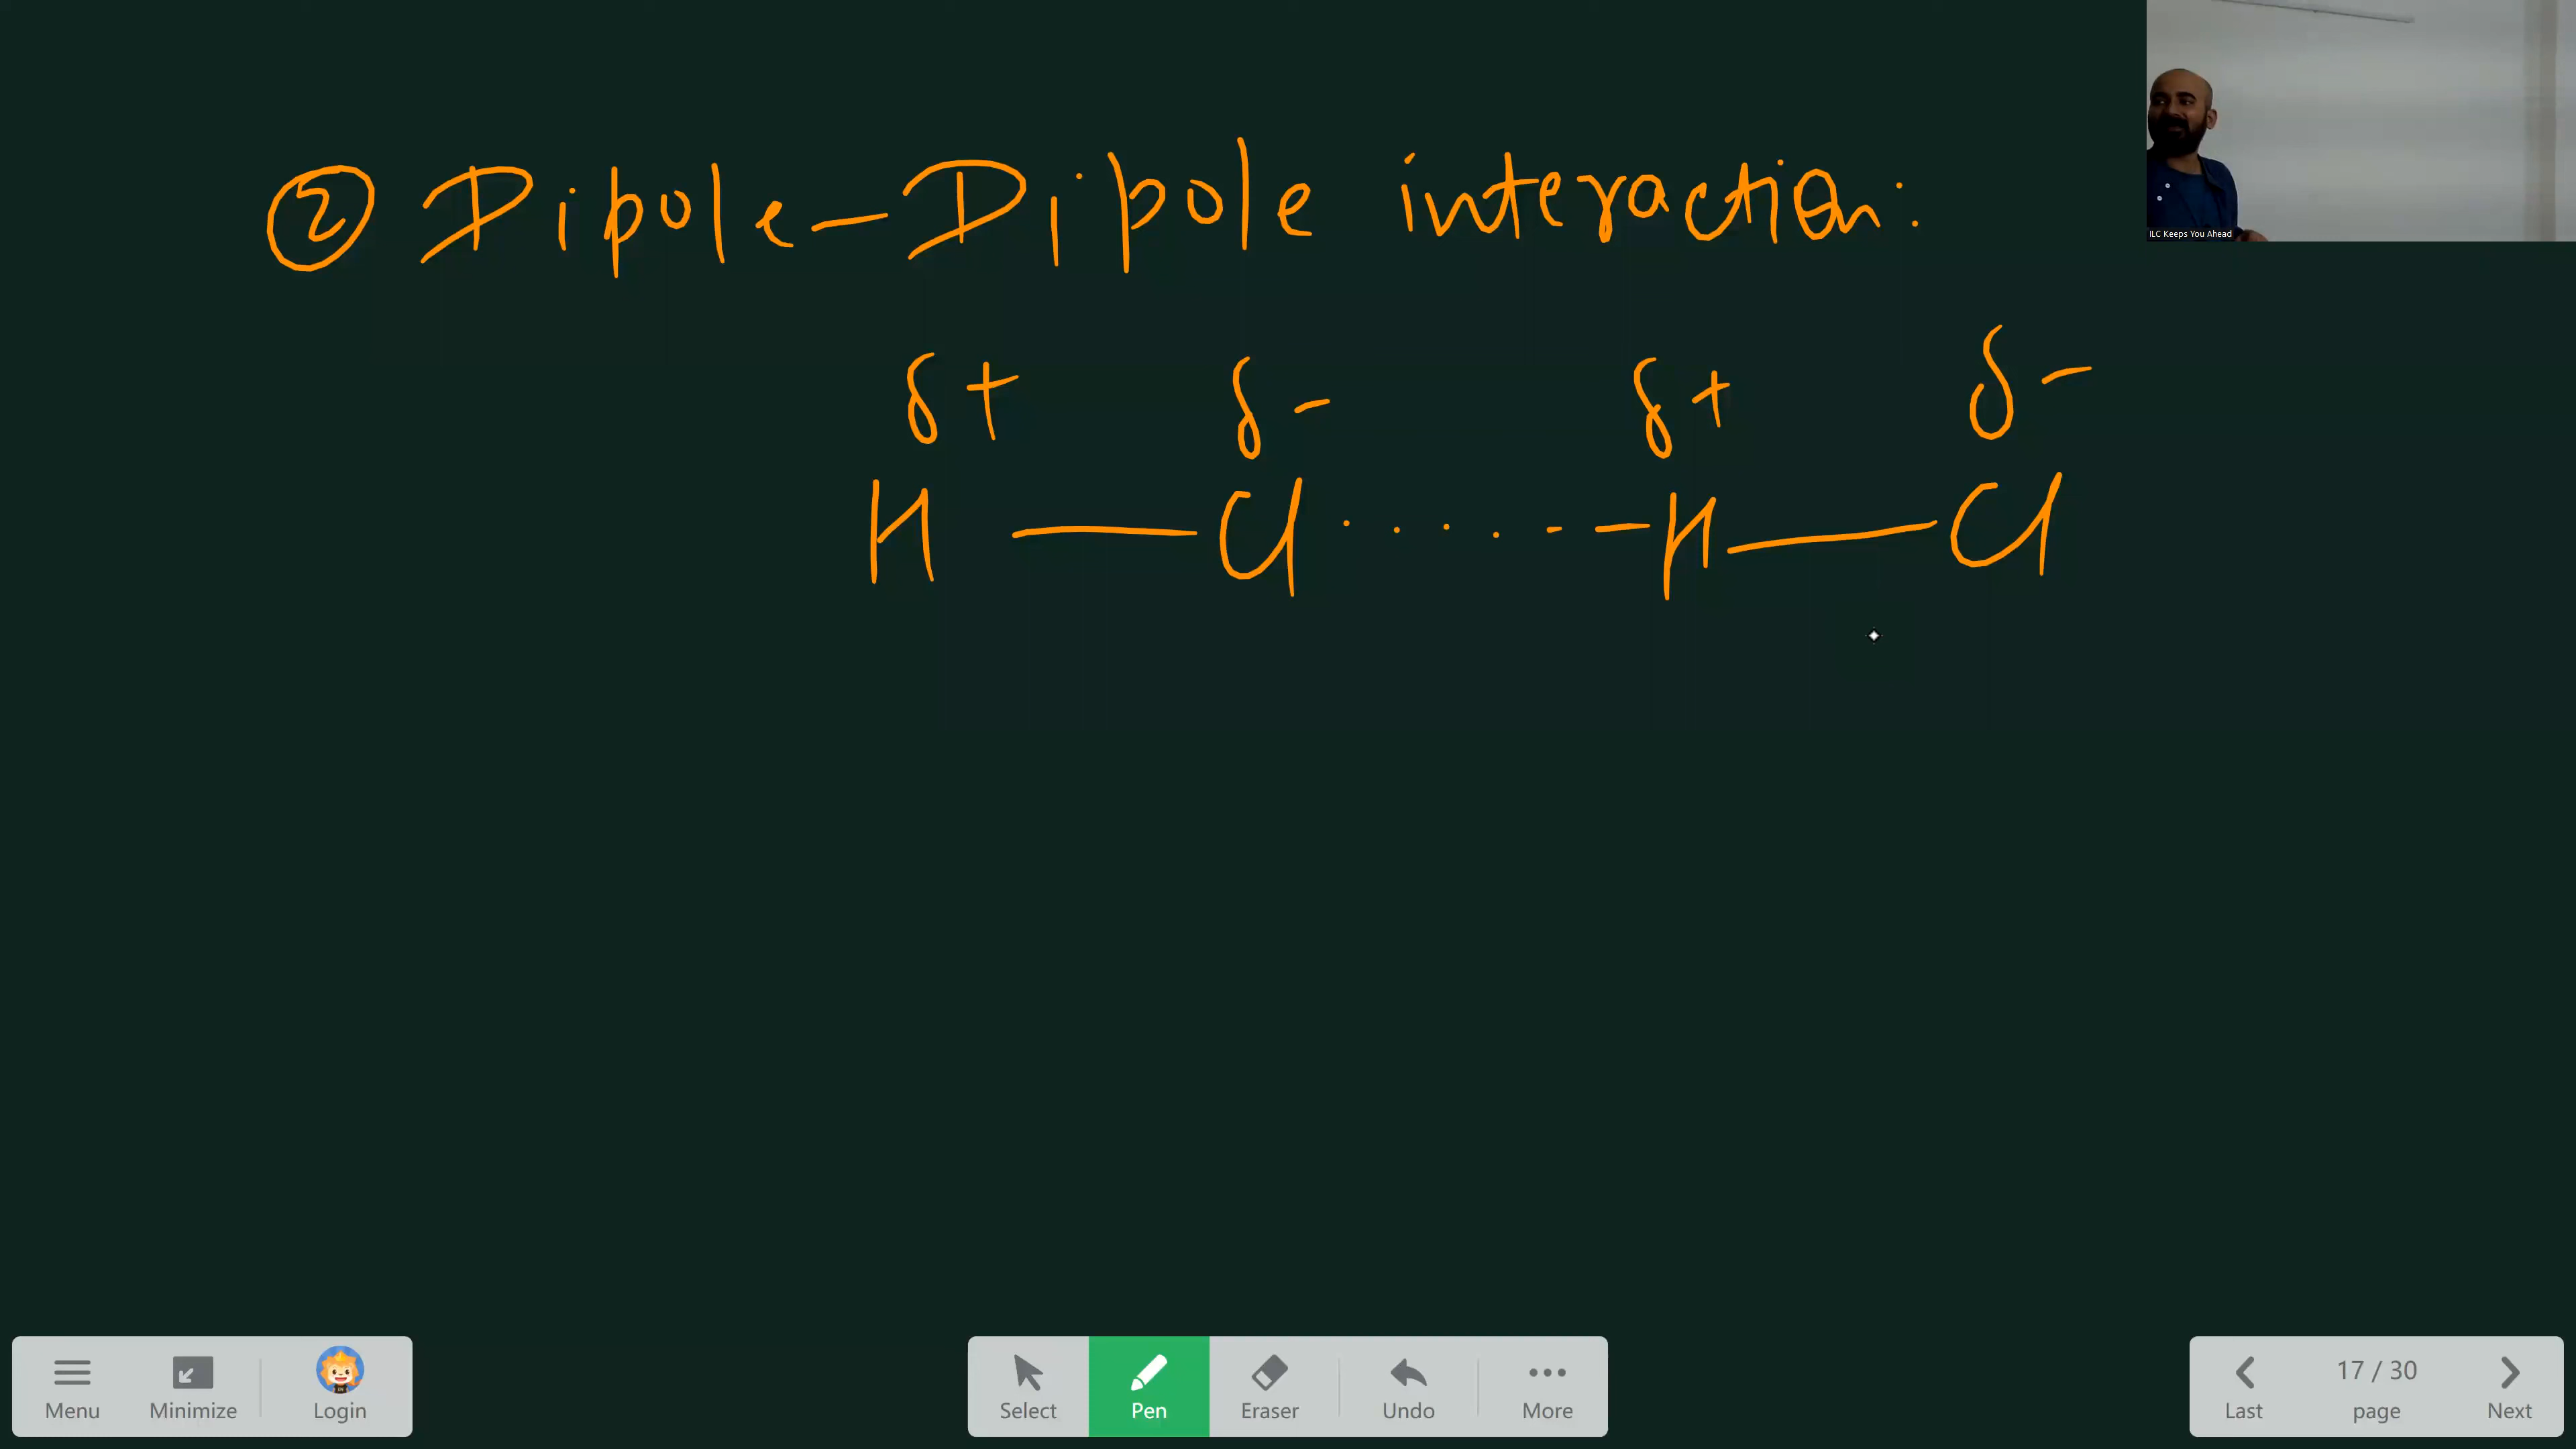 ② Dipole-Dipole interaction:
ILC Keeps You Ahead
δ+ δ- δ+ δ-
H — Cl . . . . - - H — Cl
Menu Minimize Login Select Pen Eraser Undo More Last 17 / 30 page Next